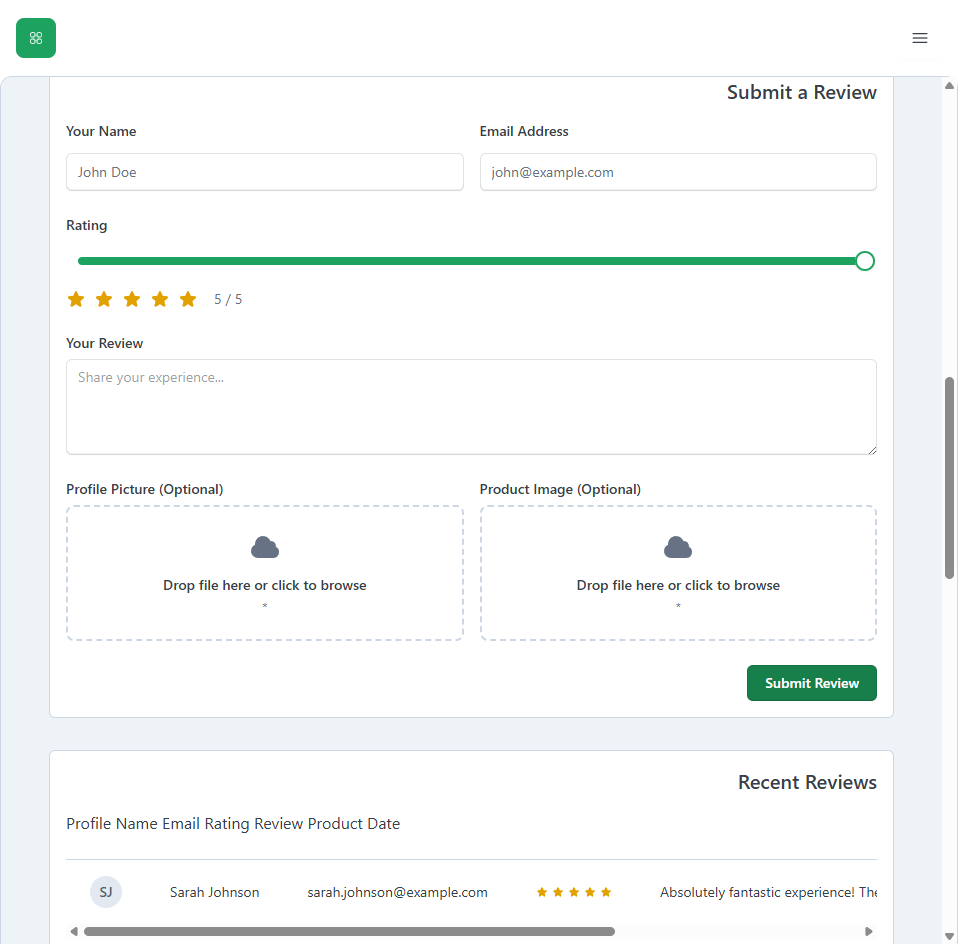 Submit a Review
Your Name
Email Address
John Doe
john@example.com
Rating
5 / 5
Your Review
Share your experience...
Profile Picture (Optional)
Product Image (Optional)
Drop file here or click to browse
*
Drop file here or click to browse
*
Submit Review
Recent Reviews
Profile Name Email Rating Review Product Date
SJ
Sarah Johnson
sarah.johnson@example.com
Absolutely fantastic experience! The